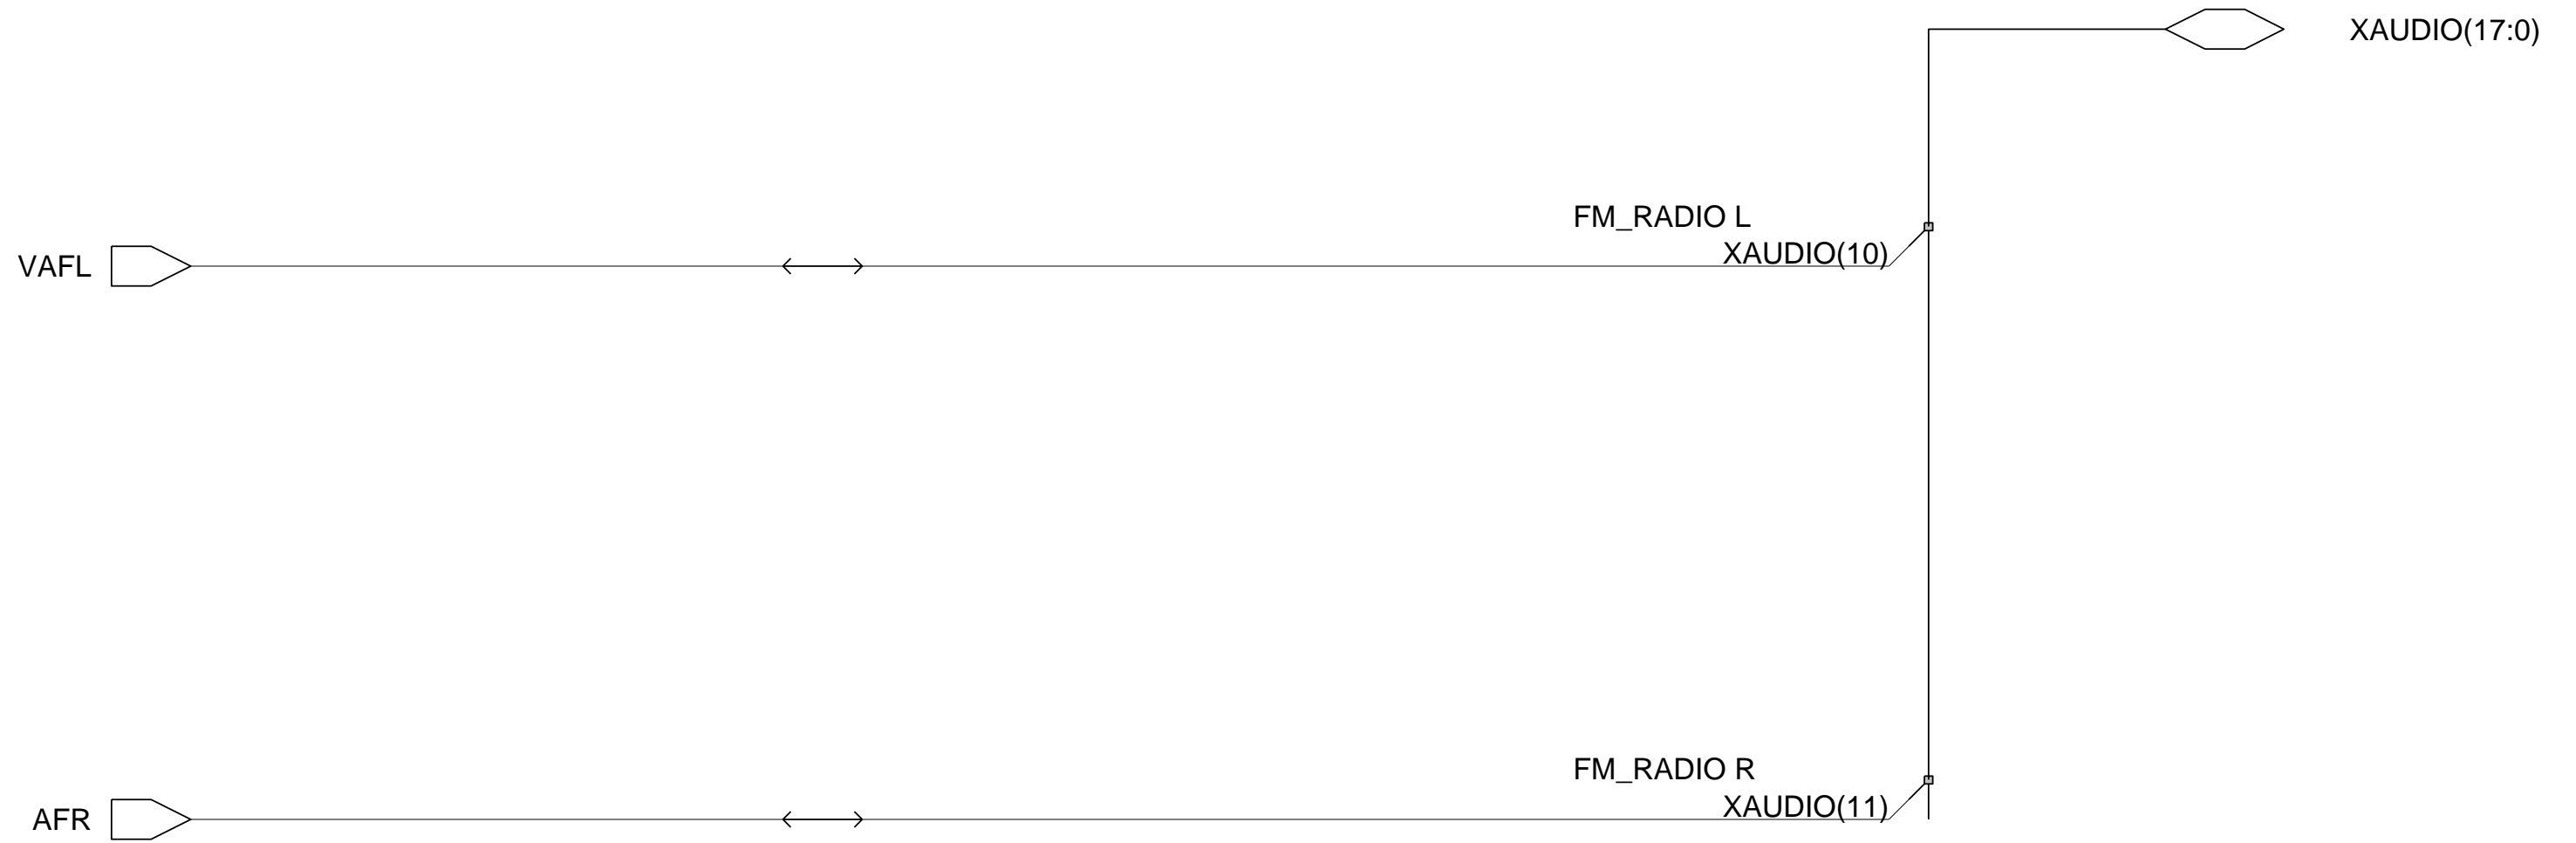 XAUDIO(17:0)
FM_RADIO L
XAUDIO(10)
VAFL
FM_RADIO R
XAUDIO(11)
AFR